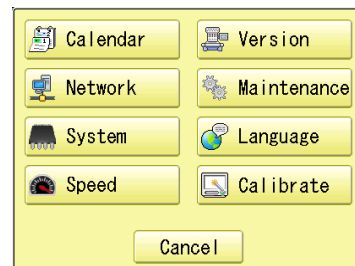 Calendar Version
Network Maintenance
System Language
Speed Calibrate
Cancel